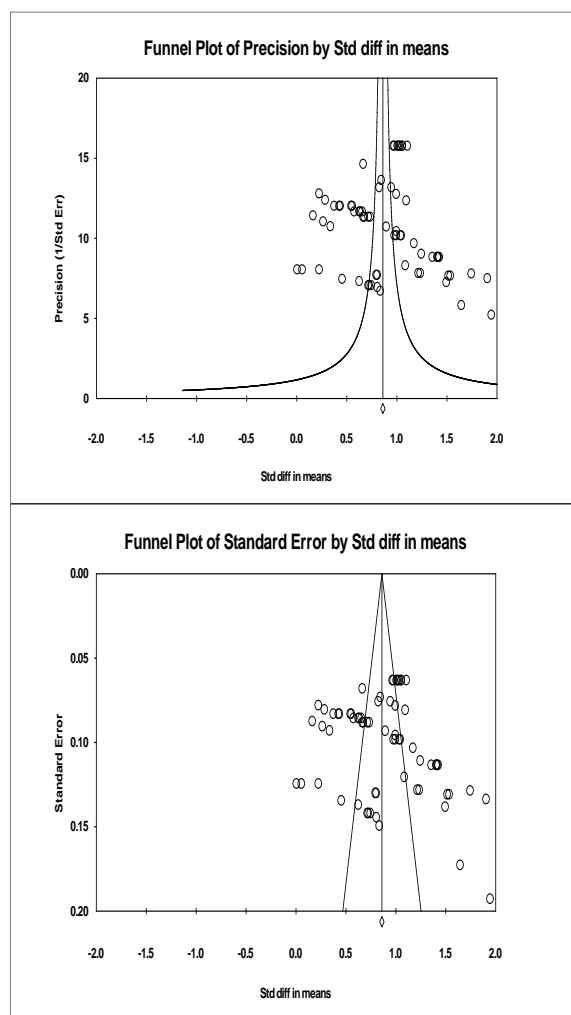 Funnel Plot of Precision by Std diff in means
20
15
10
5
0
Precision (1/Std Err)
-2.0 -1.5 -1.0 -0.5 0.0 0.5 1.0 1.5 2.0
Std diff in means
Funnel Plot of Standard Error by Std diff in means
0.00
0.05
0.10
0.15
0.20
Standard Error
-2.0 -1.5 -1.0 -0.5 0.0 0.5 1.0 1.5 2.0
Std diff in means